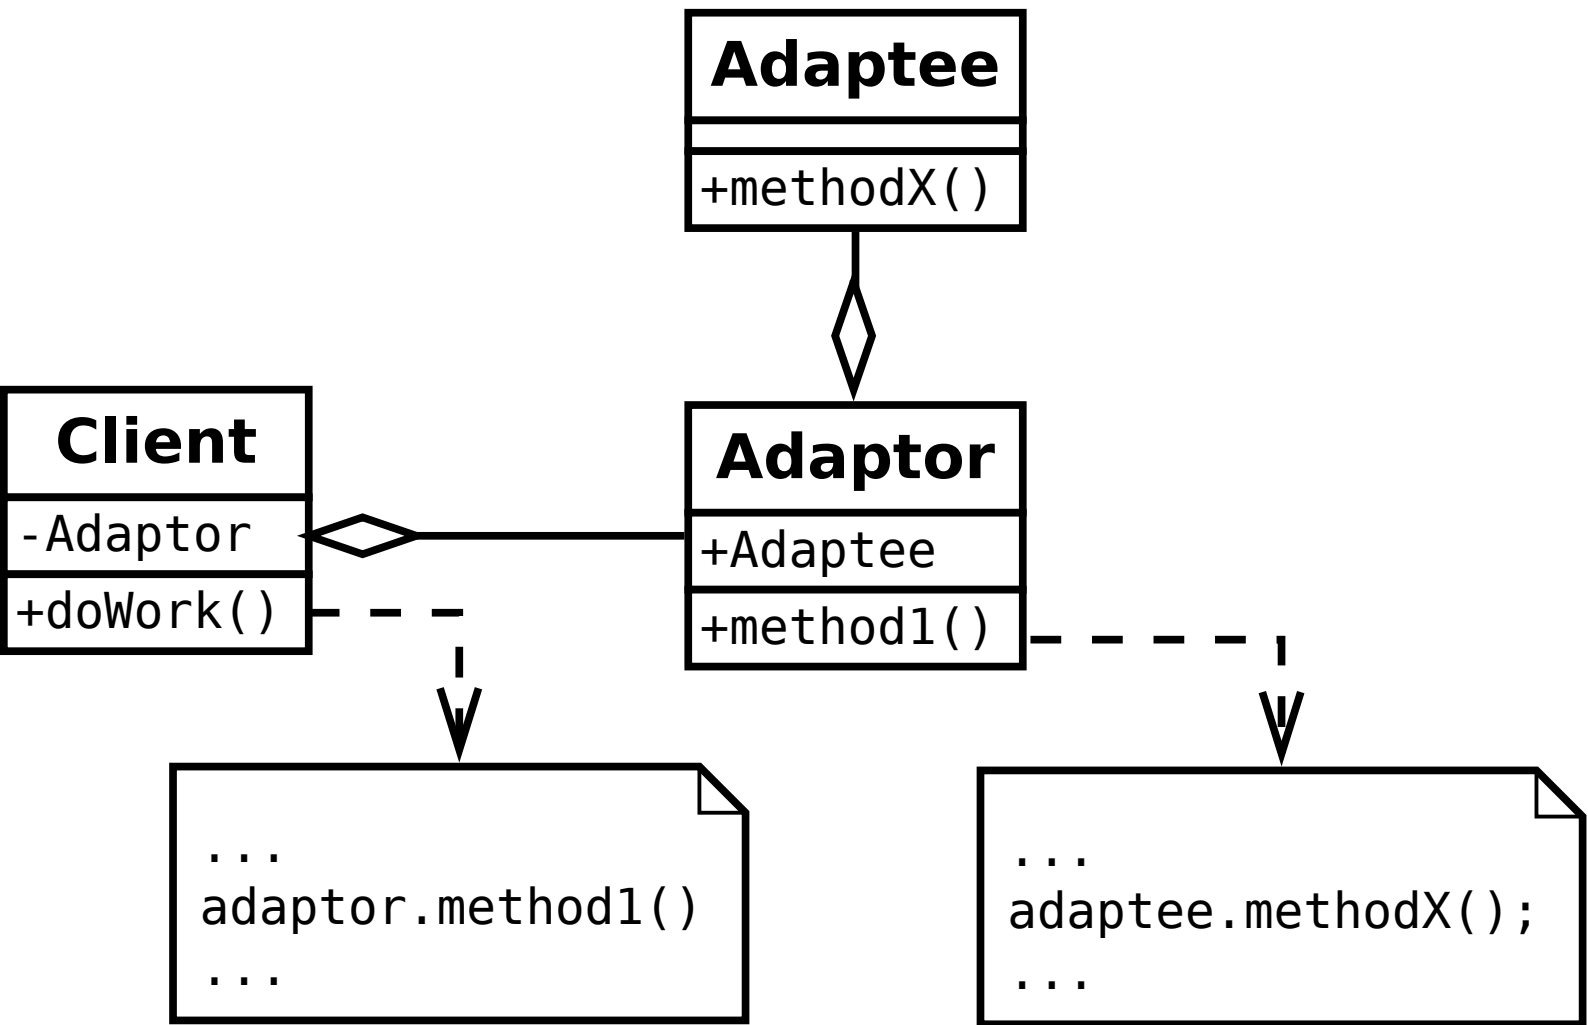 Adaptee
+methodX()
Client
-Adaptor
+doWork()
Adaptor
+Adaptee
+method1()
...
adaptor.method1()
...
...
adaptee.methodX();
...